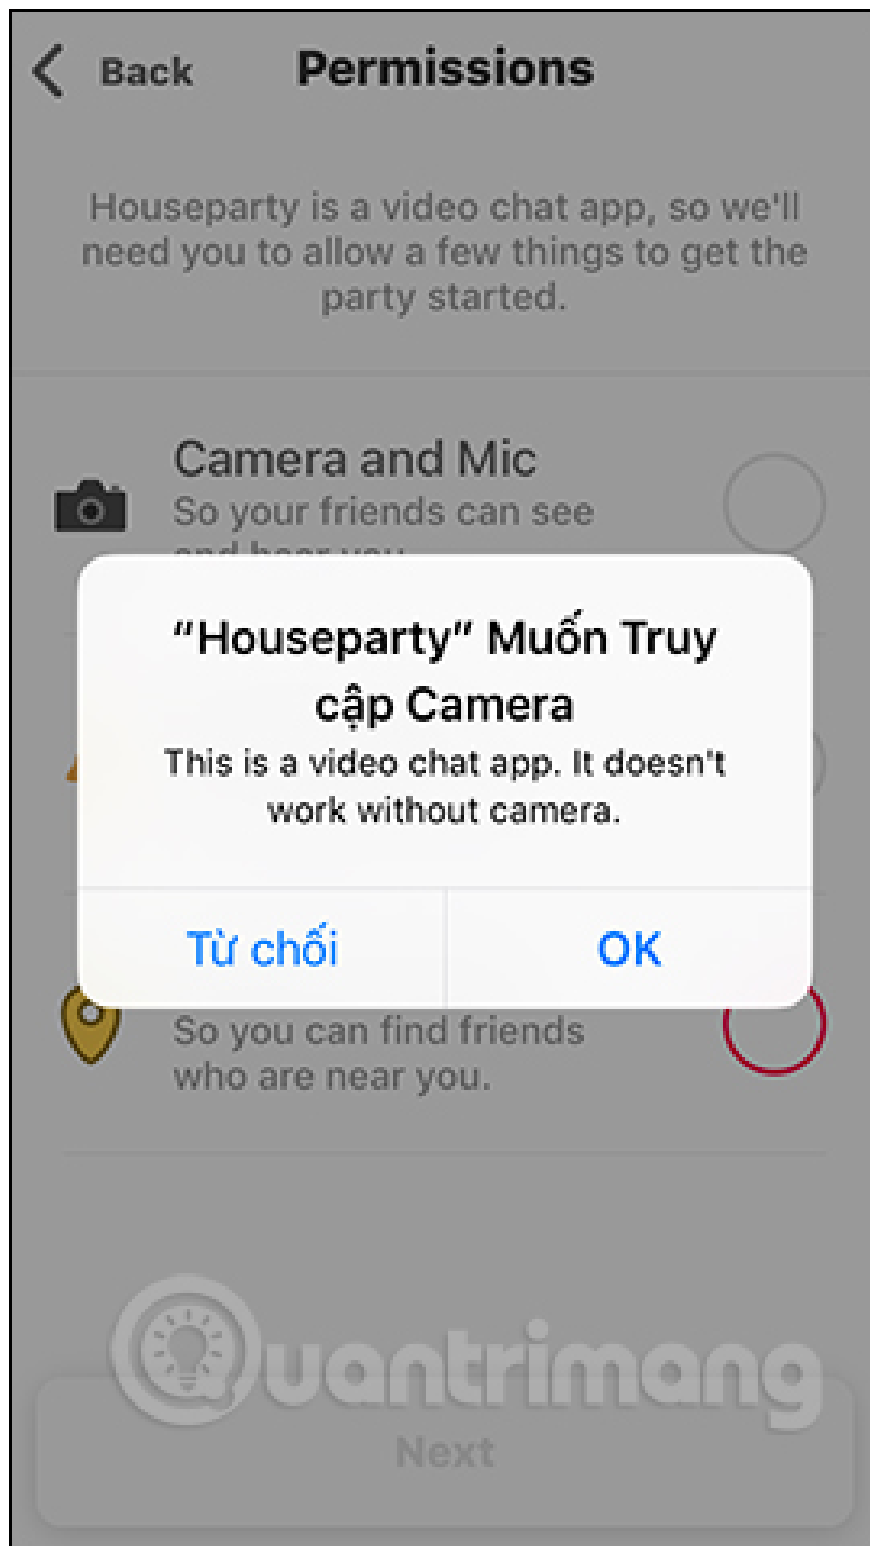 Back
Permissions
Houseparty is a video chat app, so we'll
need you to allow a few things to get the
party started.
Camera and Mic
So your friends can see
and hear you
“Houseparty” Muốn Truy
cập Camera
This is a video chat app. It doesn't
work without camera.
Từ chối
OK
So you can find friends
who are near you.
Quantrimang
Next